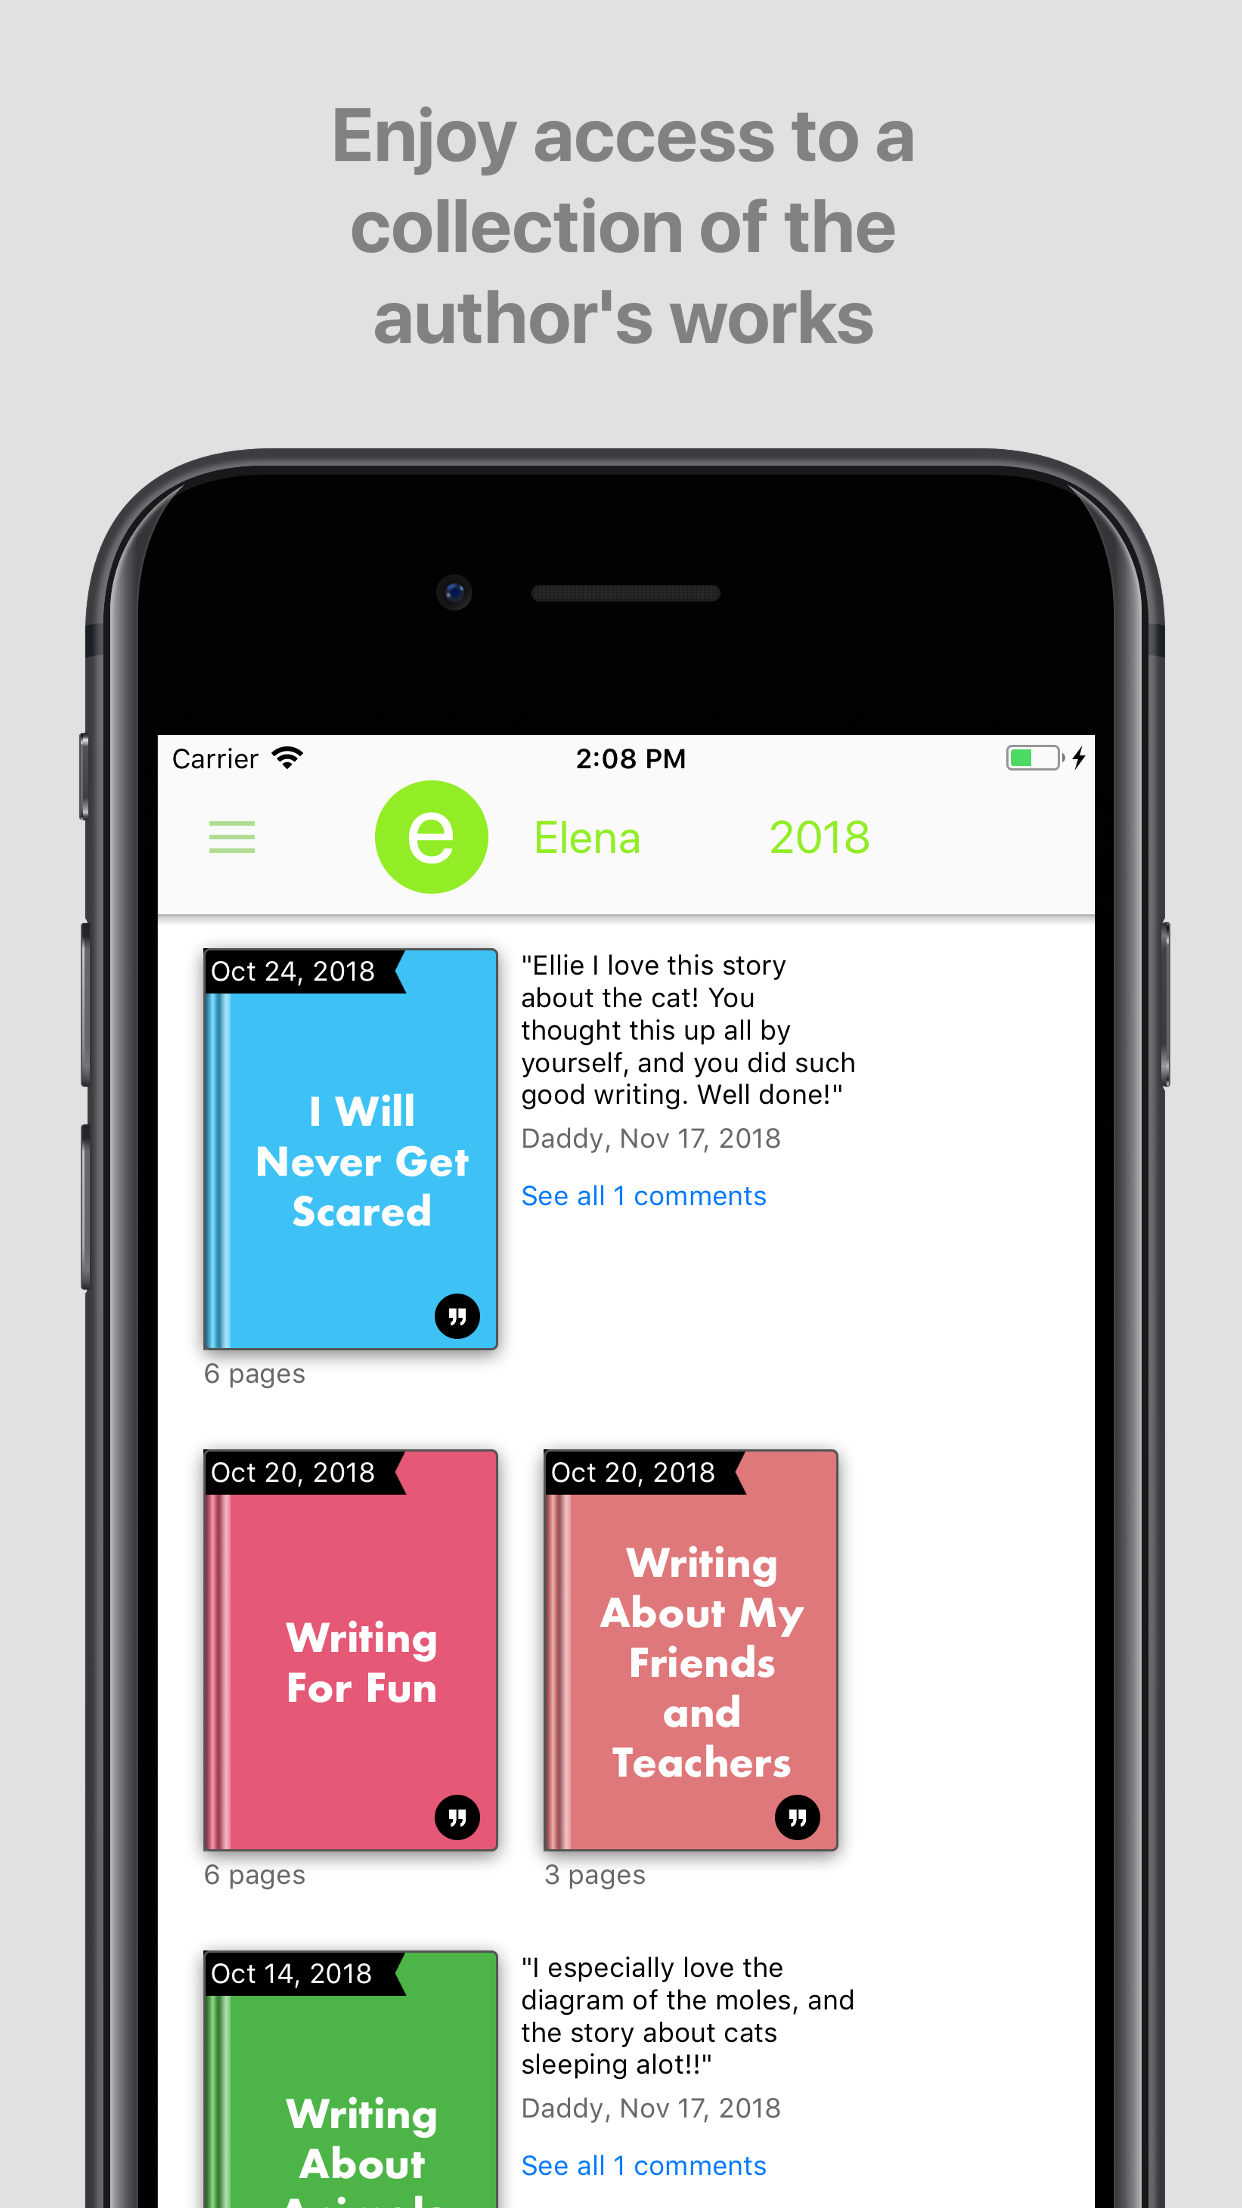 Enjoy access to a
collection of the
author's works
Carrier
2:08 PM
e
Elena
2018
Oct 24, 2018
I Will
Never Get
Scared
6 pages
"Ellie I love this story
about the cat! You
thought this up all by
yourself, and you did such
good writing. Well done!"
Daddy, Nov 17, 2018
See all 1 comments
Oct 20, 2018
Writing
For Fun
6 pages
Oct 20, 2018
Writing
About My
Friends
and
Teachers
3 pages
Oct 14, 2018
Writing
About
Animals
"I especially love the
diagram of the moles, and
the story about cats
sleeping alot!!"
Daddy, Nov 17, 2018
See all 1 comments